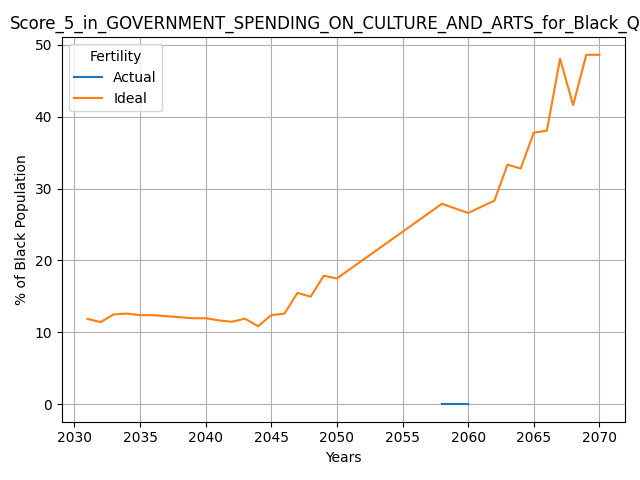 Score_5_in_GOVERNMENT_SPENDING_ON_CULTURE_AND_ARTS_for_Black_Q
Fertility
Actual
Ideal
% of Black Population
50
40
30
20
10
0
2030 2035 2040 2045 2050 2055 2060 2065 2070
Years